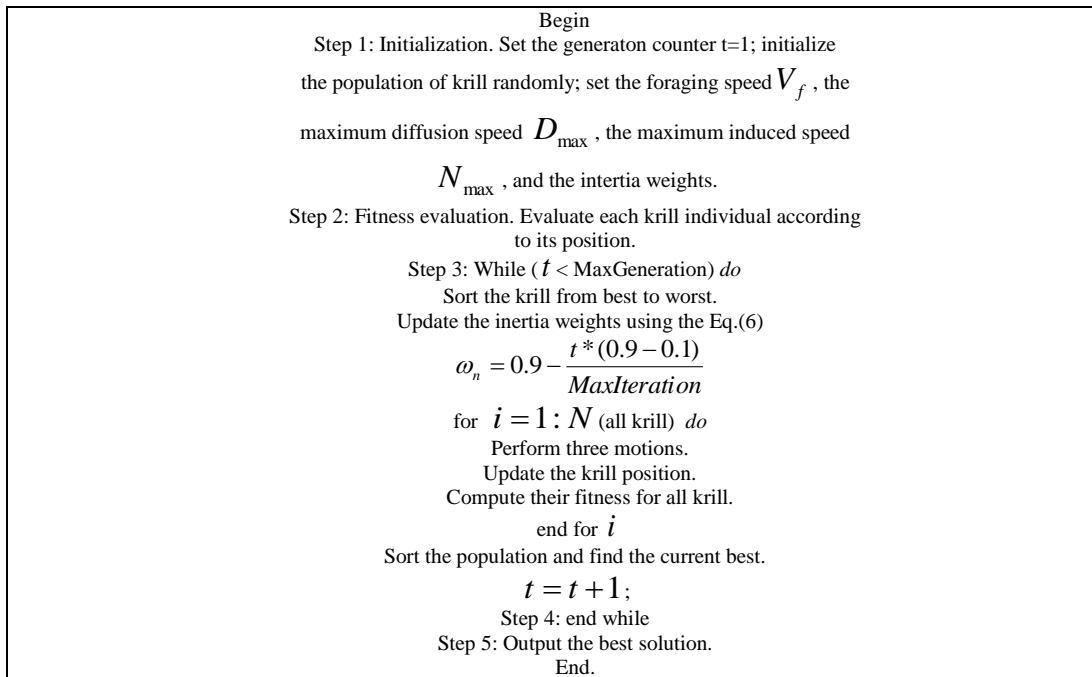 Begin
Step 1: Initialization. Set the generaton counter t=1; initialize
the population of krill randomly; set the foraging speed V_f , the
maximum diffusion speed D_max , the maximum induced speed
N_max , and the intertia weights.
Step 2: Fitness evaluation. Evaluate each krill individual according
to its position.
Step 3: While ( t < MaxGeneration) do
Sort the krill from best to worst.
Update the inertia weights using the Eq.(6)
ω_n = 0.9 − t*(0.9−0.1) / MaxIteration
for i = 1 : N (all krill) do
Perform three motions.
Update the krill position.
Compute their fitness for all krill.
end for i
Sort the population and find the current best.
t = t +1 ;
Step 4: end while
Step 5: Output the best solution.
End.